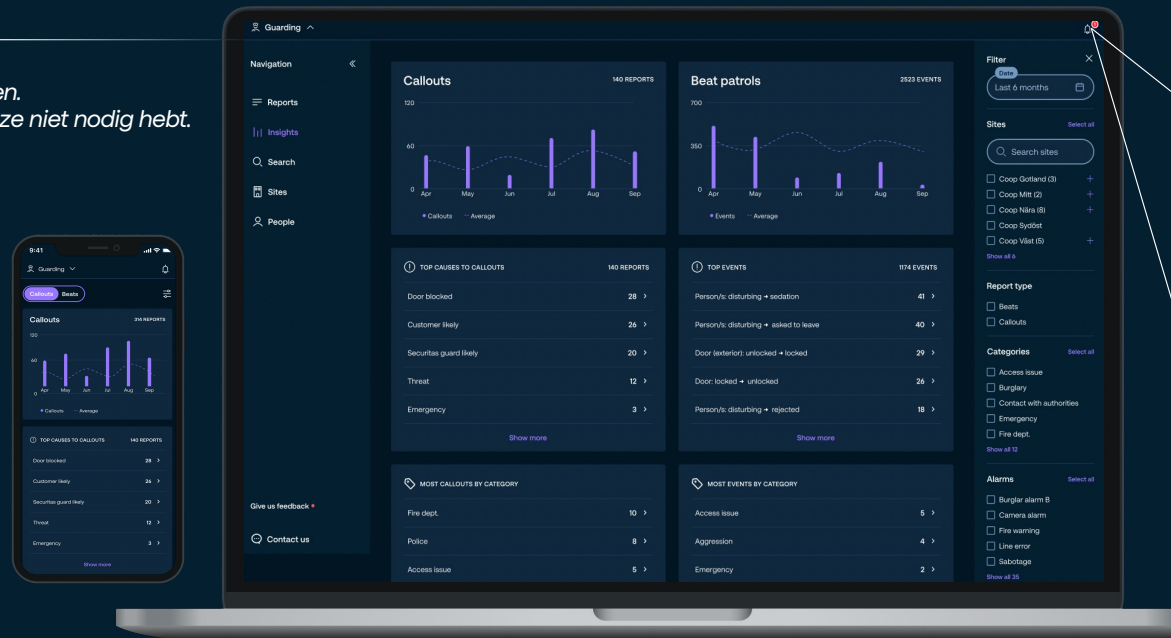 en.
ze niet nodig hebt.
9:41
Guarding
Callouts Beats
Callouts 314 REPORTS
120
60
0
Apr May Jun Jul Aug Sep
Callouts Average
TOP CAUSES TO CALLOUTS 140 REPORTS
Door blocked 28
Customer likely 26
Securitas guard likely 20
Threat 12
Emergency 3
Show more
Guarding
Navigation
Reports
Insights
Search
Sites
People
Give us feedback
Contact us
Callouts 140 REPORTS
120
60
0
Apr May Jun Jul Aug Sep
Callouts Average
TOP CAUSES TO CALLOUTS 140 REPORTS
Door blocked 28
Customer likely 26
Securitas guard likely 20
Threat 12
Emergency 3
Show more
MOST CALLOUTS BY CATEGORY
Fire dept. 10
Police 8
Access issue 5
Beat patrols 2523 EVENTS
700
350
0
Apr May Jun Jul Aug Sep
Events Average
TOP EVENTS 1174 EVENTS
Person/s: disturbing → sedation 41
Person/s: disturbing → asked to leave 40
Door (exterior): unlocked → locked 29
Door: locked → unlocked 26
Person/s: disturbing → rejected 18
Show more
MOST EVENTS BY CATEGORY
Access issue 5
Aggression 4
Emergency 2
Filter
Date
Last 6 months
Sites Select all
Search sites
Coop Gotland (3)
Coop Mitt (2)
Coop Nära (8)
Coop Sydöst
Coop Väst (5)
Show all 6
Report type
Beats
Callouts
Categories Select all
Access issue
Burglary
Contact with authorities
Emergency
Fire dept.
Show all 12
Alarms Select all
Burglar alarm B
Camera alarm
Fire warning
Line error
Sabotage
Show all 35